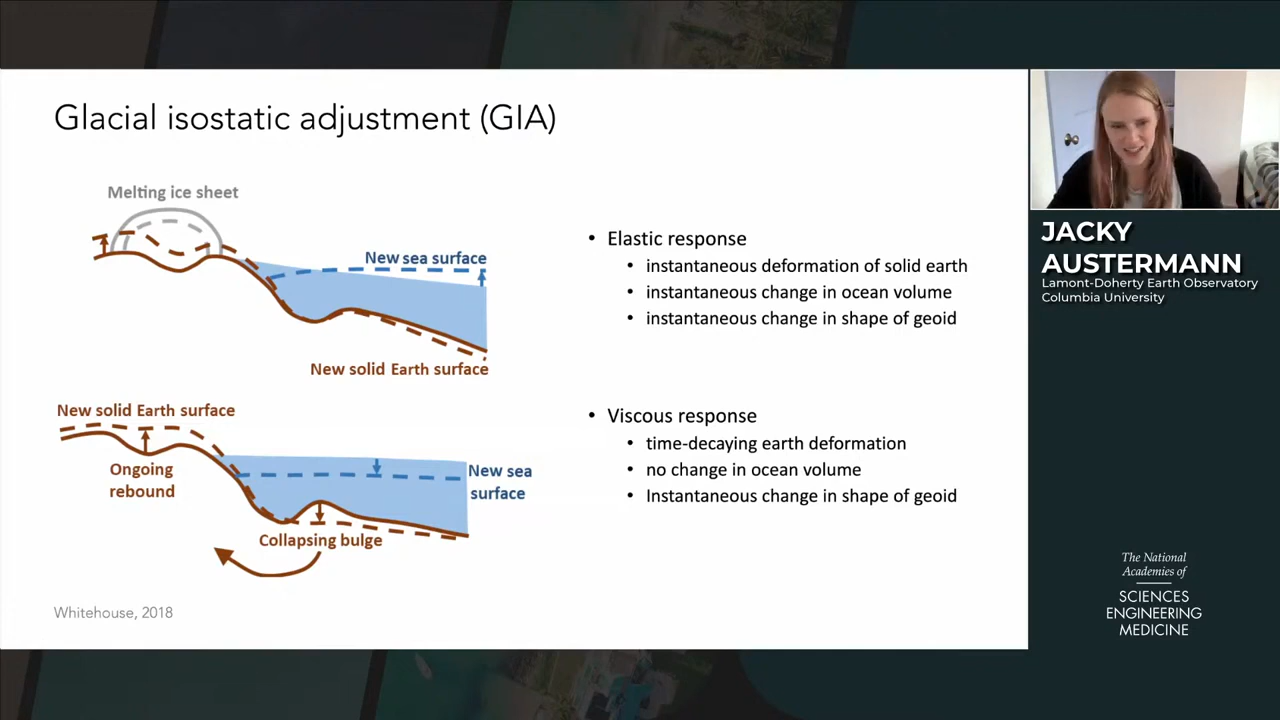 Glacial isostatic adjustment (GIA)
Melting ice sheet
New sea surface
New solid Earth surface
New solid Earth surface
Ongoing
rebound
New sea
surface
Collapsing bulge
Whitehouse, 2018
• Elastic response
• instantaneous deformation of solid earth
• instantaneous change in ocean volume
• instantaneous change in shape of geoid
• Viscous response
• time-decaying earth deformation
• no change in ocean volume
• Instantaneous change in shape of geoid
JACKY
AUSTERMANN
Lamont-Doherty Earth Observatory
Columbia University
The National
Academies of
SCIENCES
ENGINEERING
MEDICINE